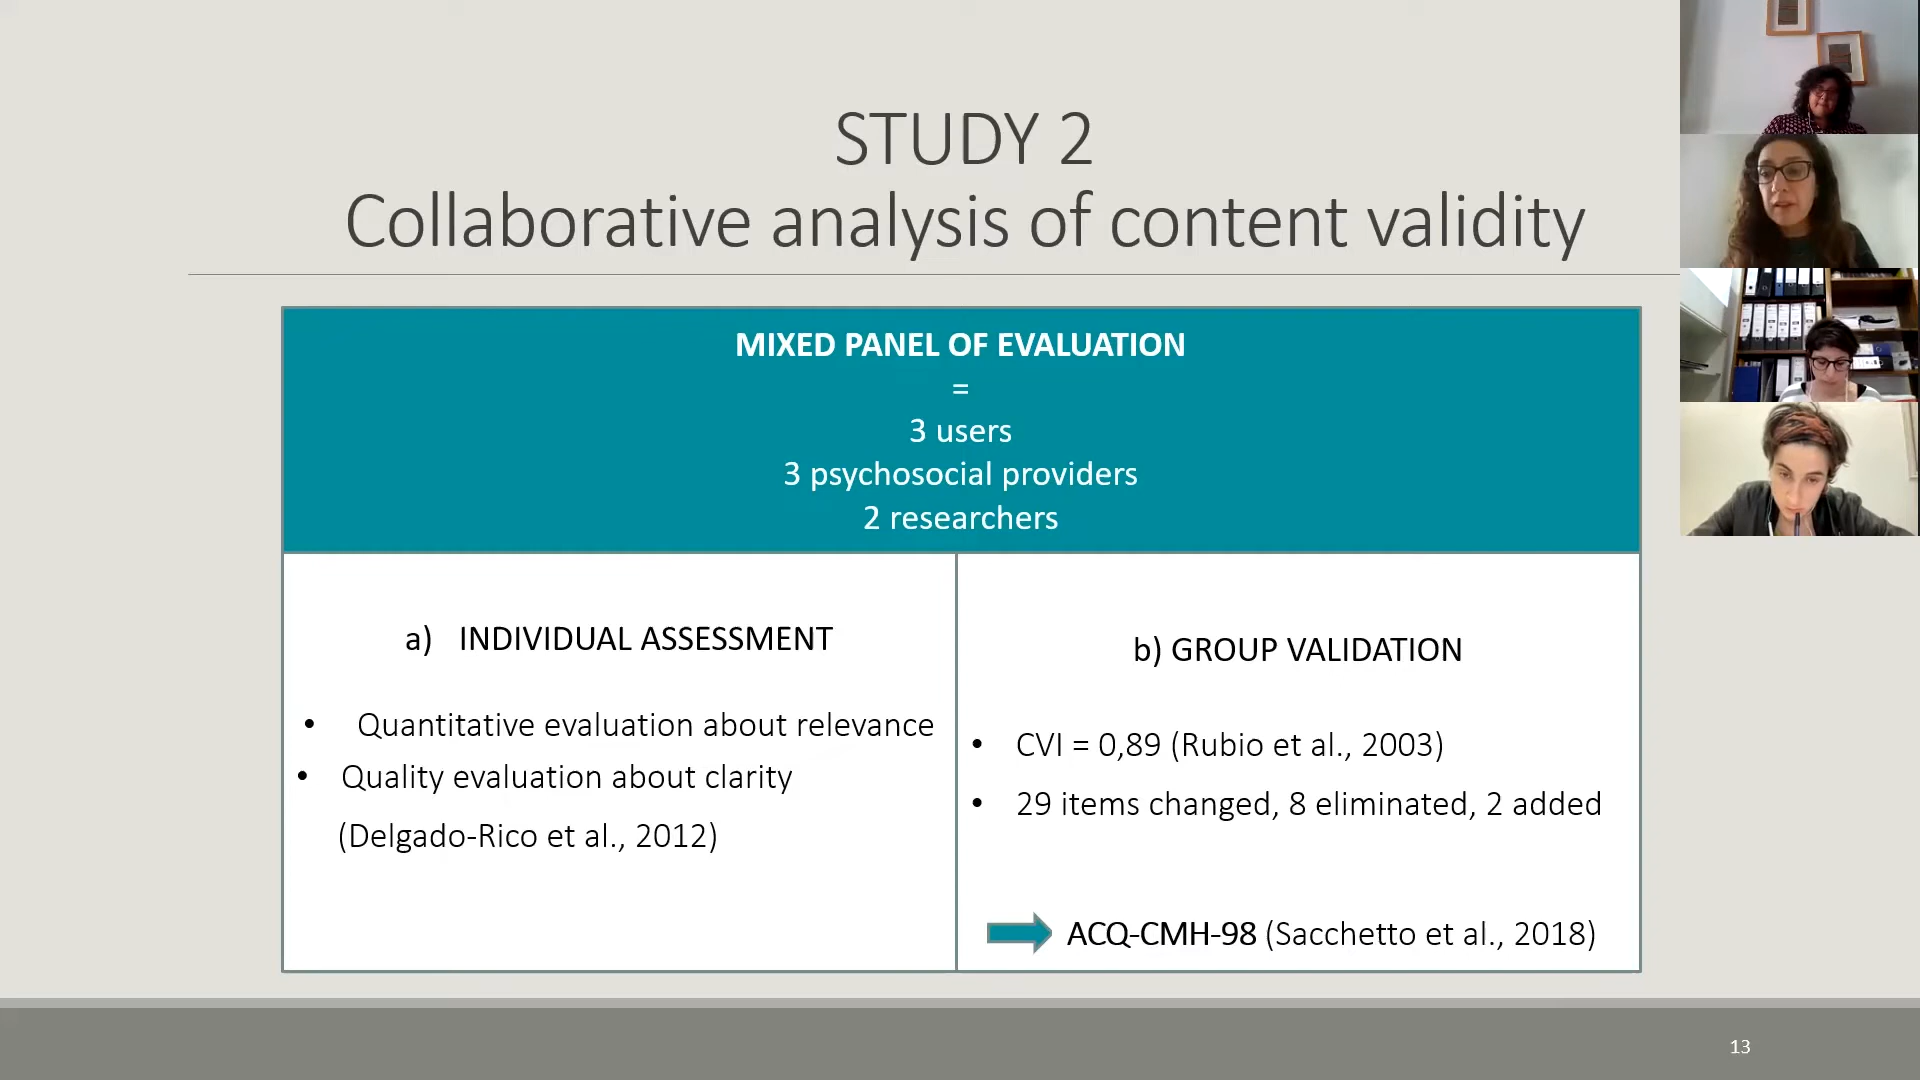 STUDY 2
Collaborative analysis of content validity
MIXED PANEL OF EVALUATION
=
3 users
3 psychosocial providers
2 researchers
a) INDIVIDUAL ASSESSMENT
• Quantitative evaluation about relevance
• Quality evaluation about clarity
(Delgado-Rico et al., 2012)
b) GROUP VALIDATION
• CVI = 0,89 (Rubio et al., 2003)
• 29 items changed, 8 eliminated, 2 added
ACQ-CMH-98 (Sacchetto et al., 2018)
13